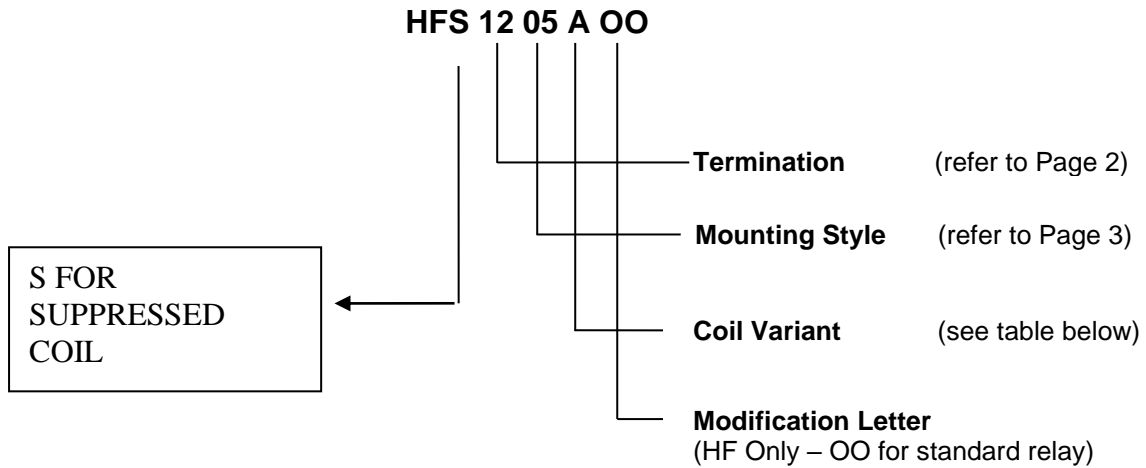 HFS 12 05 A OO
Termination (refer to Page 2)
Mounting Style (refer to Page 3)
S FOR
SUPPRESSED
COIL
Coil Variant (see table below)
Modification Letter
(HF Only – OO for standard relay)